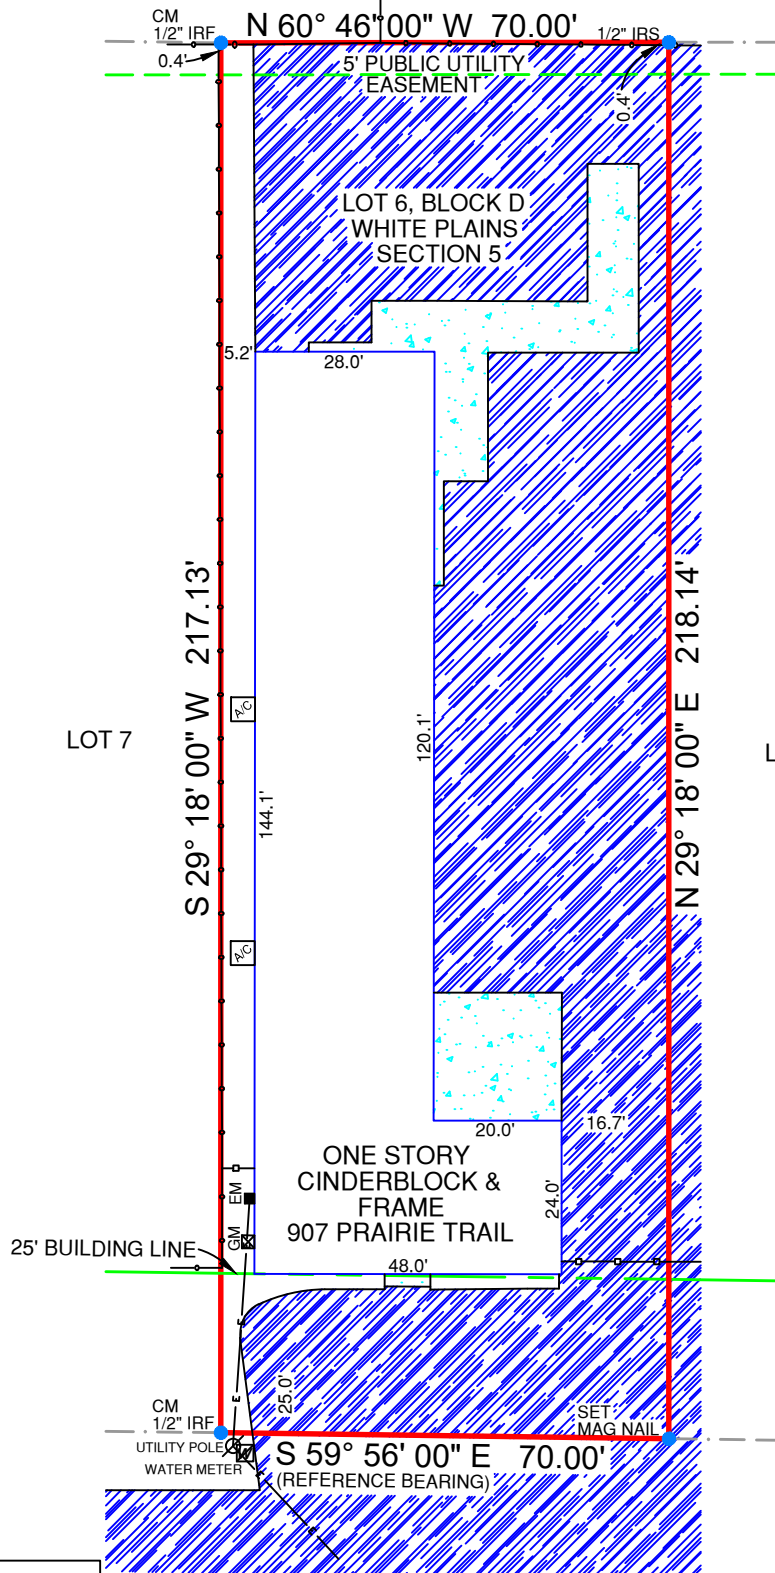 CM
1/2" IRF
N 60° 46' 00" W 70.00'
1/2" IRS
0.4'
5' PUBLIC UTILITY
EASEMENT
0.4'
LOT 6, BLOCK D
WHITE PLAINS
SECTION 5
5.2'
28.0'
S 29° 18' 00" W 217.13'
N 29° 18' 00" E 218.14'
A/C
LOT 7
120.1'
L
144.1'
A/C
20.0'
16.7'
ONE STORY
CINDERBLOCK &
FRAME
907 PRAIRIE TRAIL
EM
24.0'
GM
25' BUILDING LINE
48.0'
E
E
25.0'
CM
1/2" IRF
SET
MAG NAIL
UTILITY POLE
W
WATER METER
S 59° 56' 00" E 70.00'
(REFERENCE BEARING)
E
E